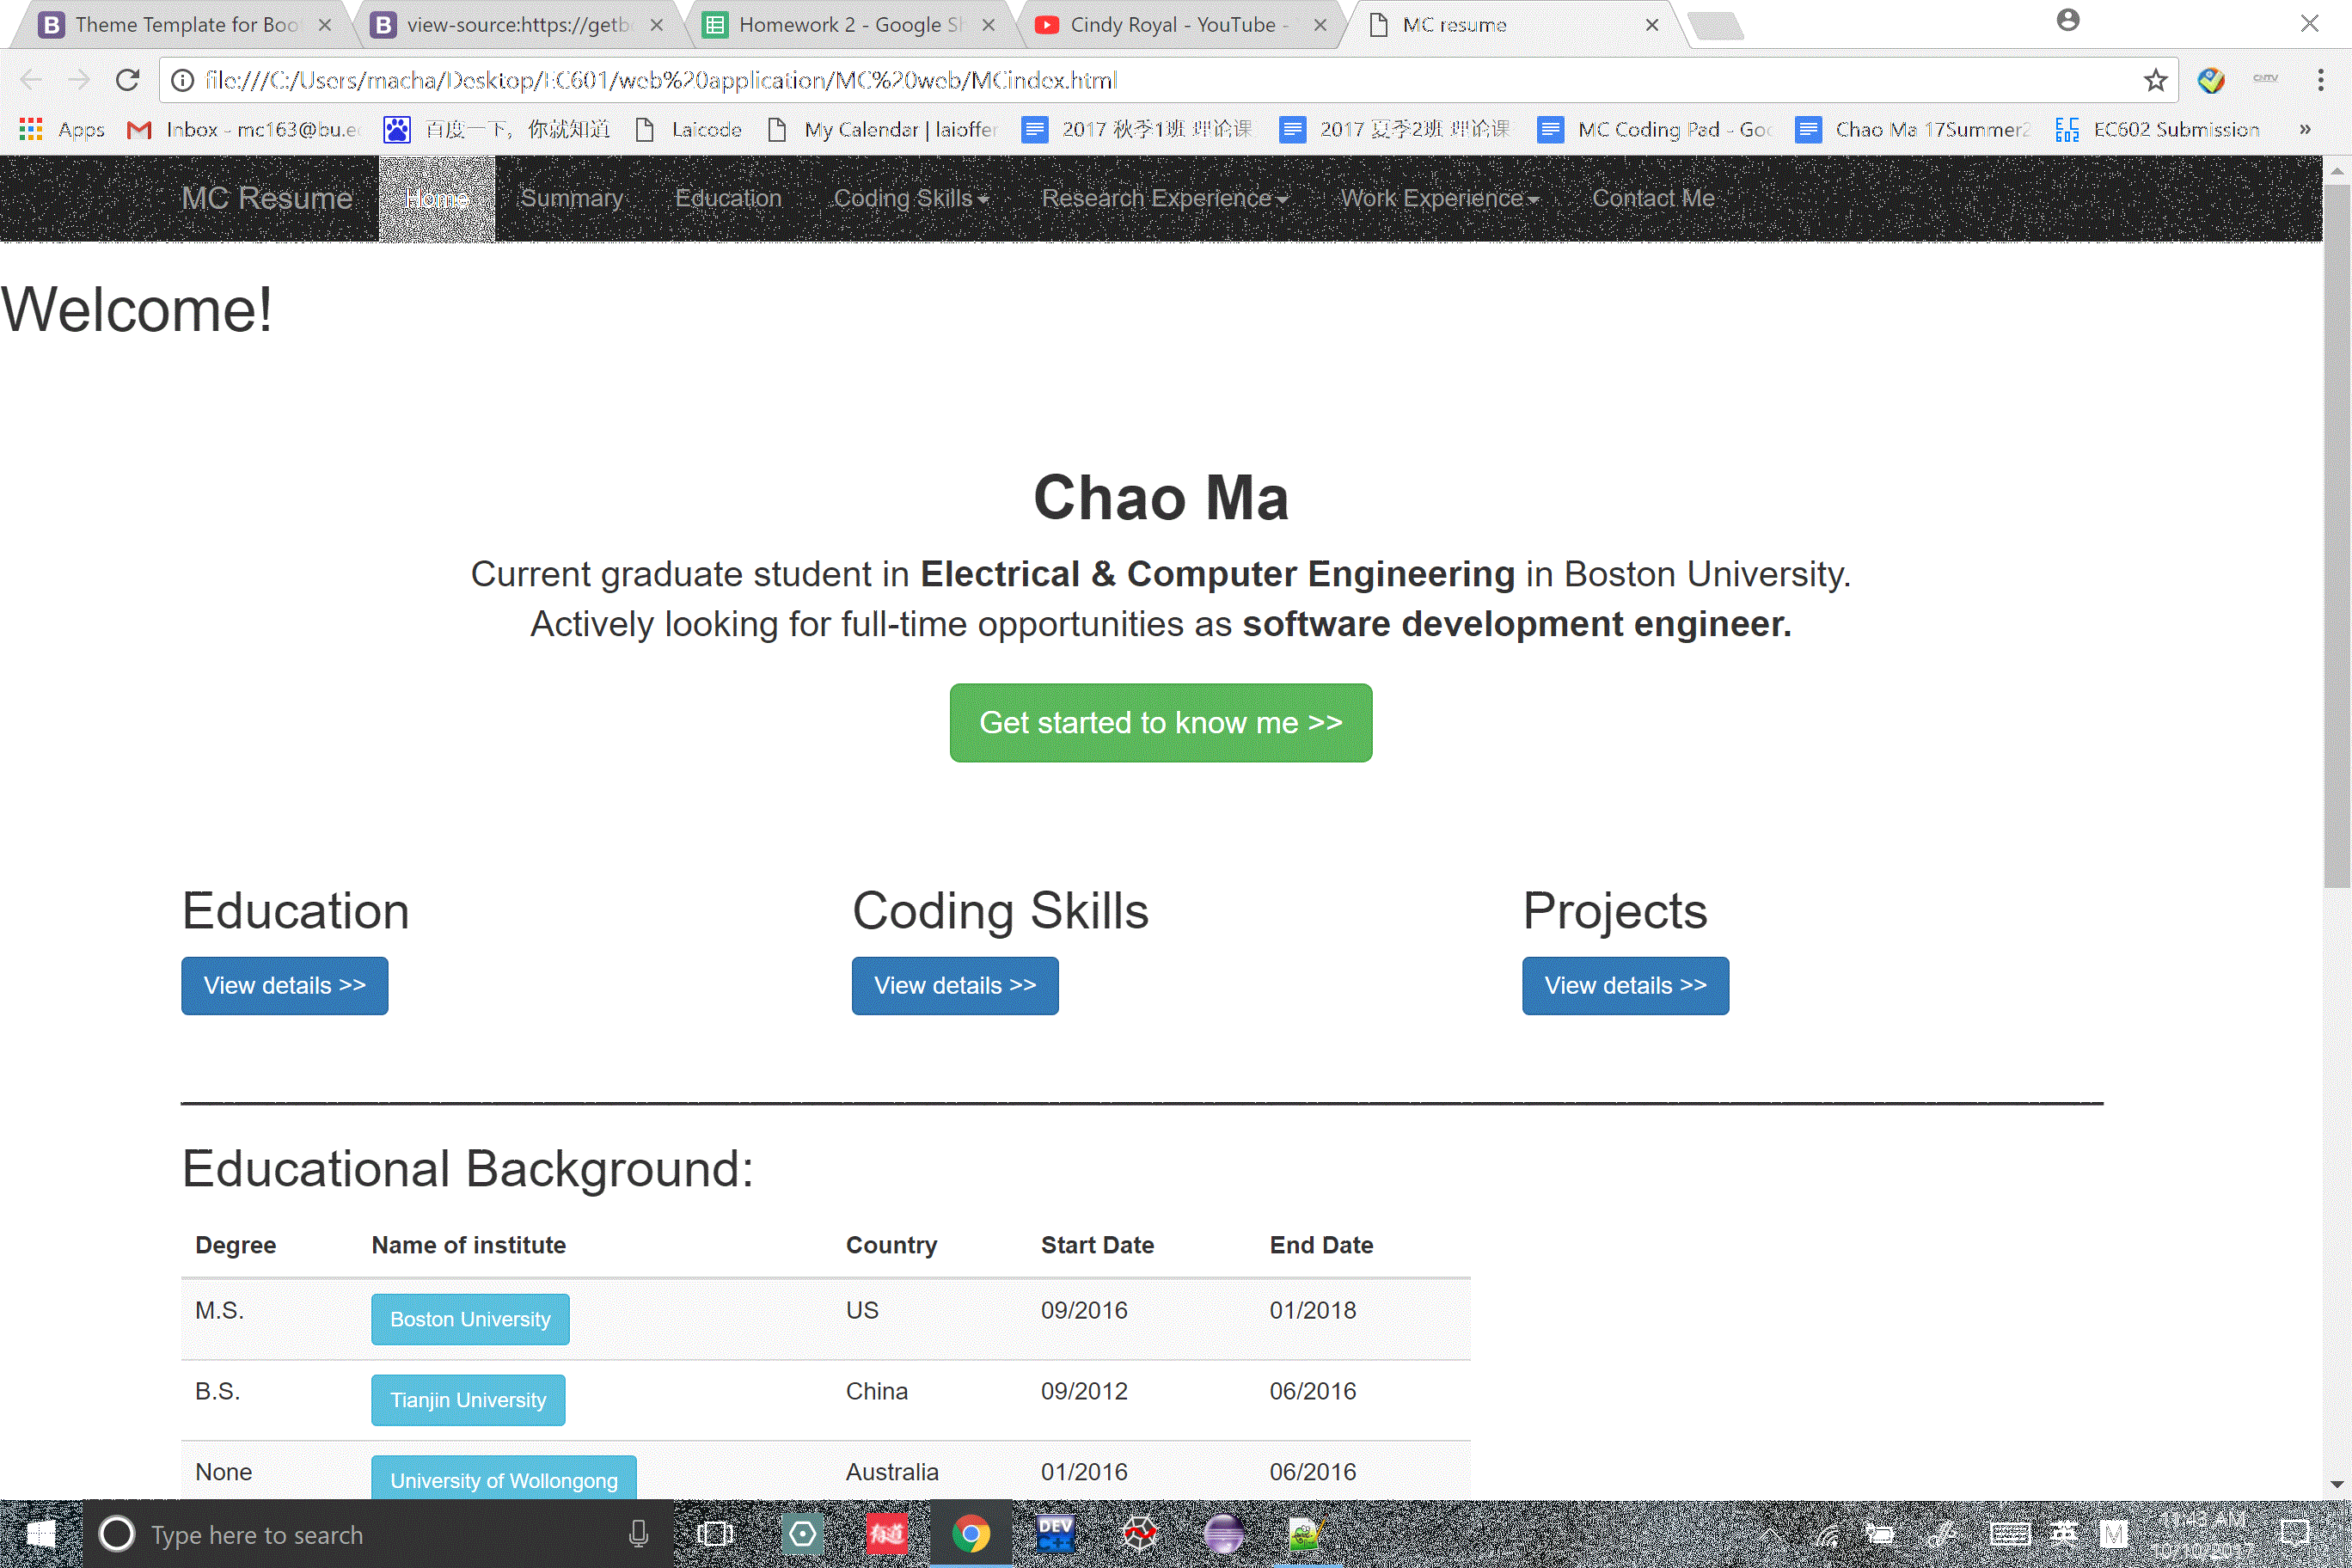 Theme Template for Boo
view-source:https://getb
Homework 2 - Google Sh
Cindy Royal - YouTube -
MC resume
file:///C:/Users/macha/Desktop/EC601/web%20application/MC%20web/MCindex.html
CNTV
Apps
Inbox - mc163@bu.e
百度一下，你就知道
Laicode
My Calendar | laioffer
2017 秋季1班 理论课
2017 夏季2班 理论课
MC Coding Pad - Goo
Chao Ma 17Summer2
EC602 Submission
»
MC Resume
Home
Summary
Education
Coding Skills
Research Experience
Work Experience
Contact Me
Welcome!
Chao Ma
Current graduate student in Electrical & Computer Engineering in Boston University.
Actively looking for full-time opportunities as software development engineer.
Get started to know me >>
Education
Coding Skills
Projects
View details >>
View details >>
View details >>
Educational Background:
Degree Name of institute Country Start Date End Date
M.S. Boston University US 09/2016 01/2018
B.S. Tianjin University China 09/2012 06/2016
None University of Wollongong Australia 01/2016 06/2016
Type here to search
有道
DEV
C++
英
M
11:43 AM
10/10/2017